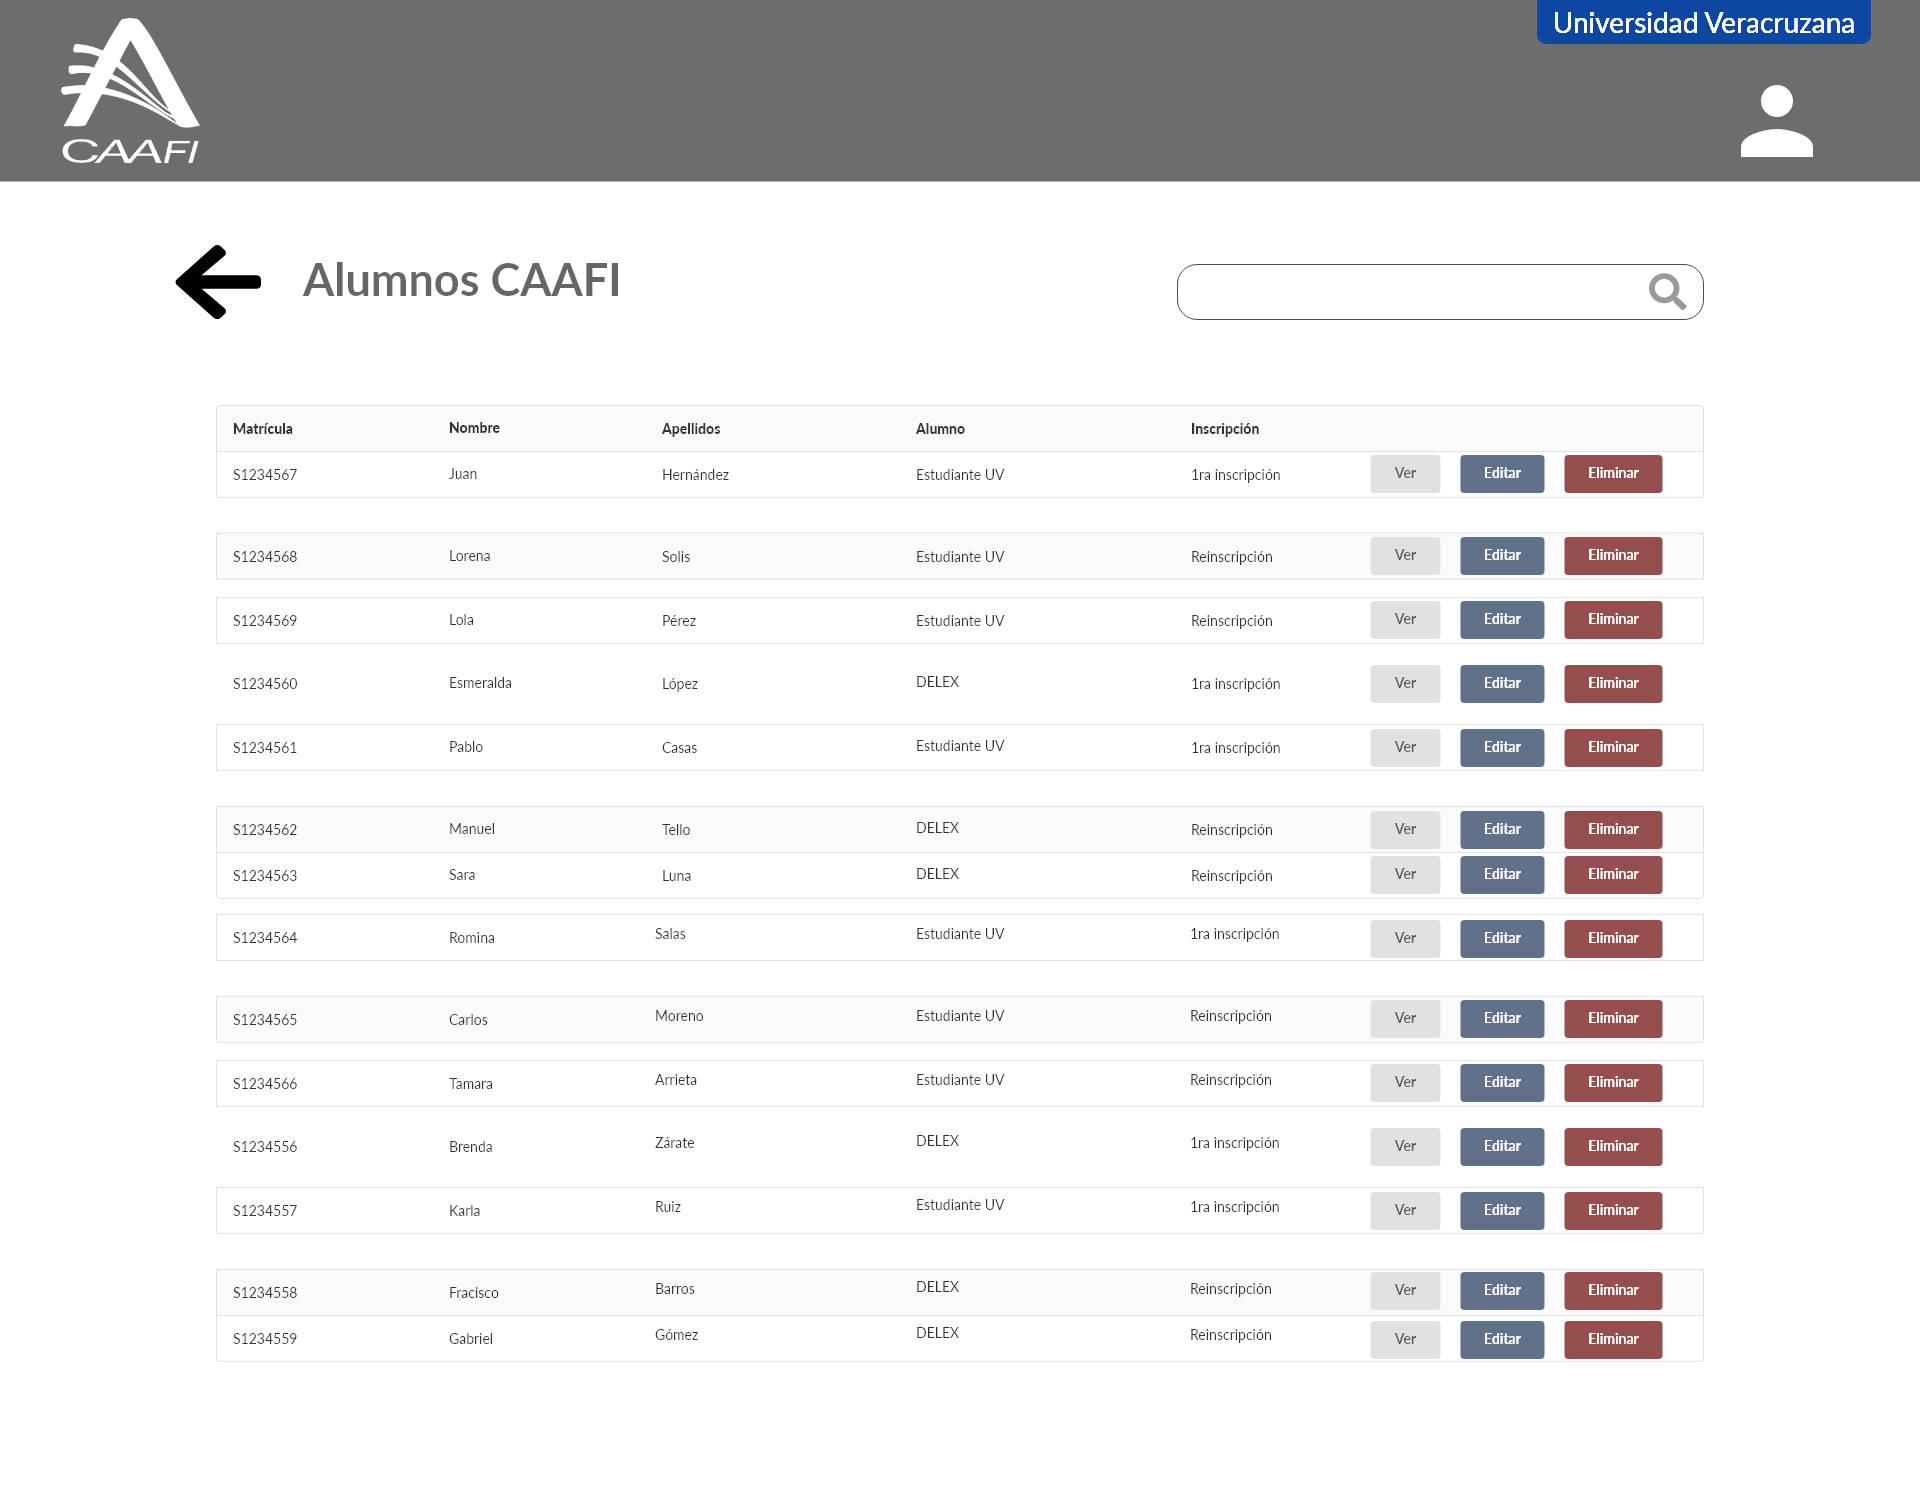 Universidad Veracruzana
CAAFI
Alumnos CAAFI
Matrícula Nombre Apellidos Alumno Inscripción
S1234567 Juan Hernández Estudiante UV 1ra inscripción Ver Editar Eliminar
S1234568 Lorena Solis Estudiante UV Reinscripción Ver Editar Eliminar
S1234569 Lola Pérez Estudiante UV Reinscripción Ver Editar Eliminar
S1234560 Esmeralda López DELEX 1ra inscripción Ver Editar Eliminar
S1234561 Pablo Casas Estudiante UV 1ra inscripción Ver Editar Eliminar
S1234562 Manuel Tello DELEX Reinscripción Ver Editar Eliminar
S1234563 Sara Luna DELEX Reinscripción Ver Editar Eliminar
S1234564 Romina Salas Estudiante UV 1ra inscripción Ver Editar Eliminar
S1234565 Carlos Moreno Estudiante UV Reinscripción Ver Editar Eliminar
S1234566 Tamara Arrieta Estudiante UV Reinscripción Ver Editar Eliminar
S1234556 Brenda Zárate DELEX 1ra inscripción Ver Editar Eliminar
S1234557 Karla Ruiz Estudiante UV 1ra inscripción Ver Editar Eliminar
S1234558 Fracisco Barros DELEX Reinscripción Ver Editar Eliminar
S1234559 Gabriel Gómez DELEX Reinscripción Ver Editar Eliminar